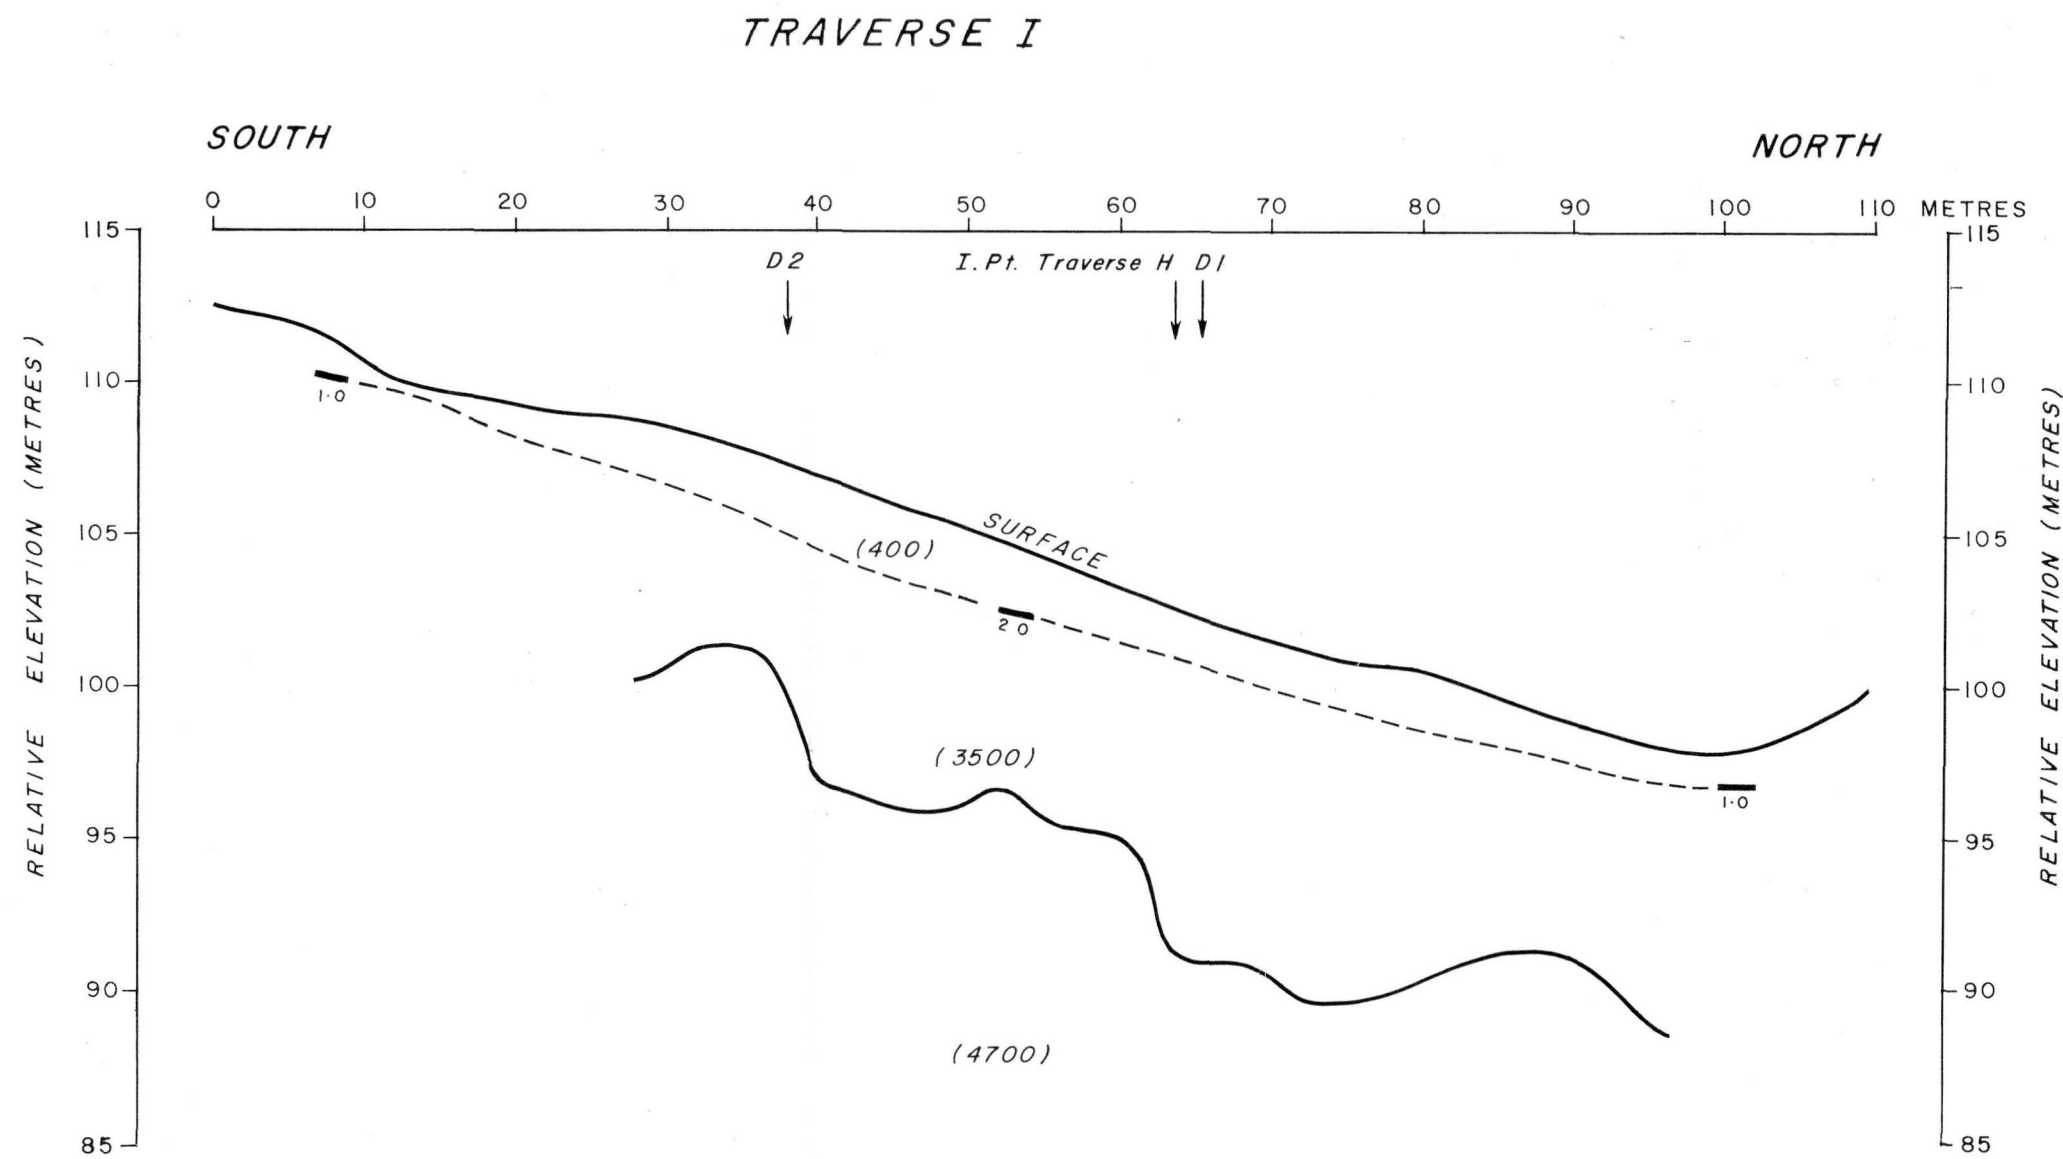 TRAVERSE I
SOUTH
NORTH
0 10 20 30 40 50 60 70 80 90 100 110 METRES
115
115
D2
I.Pt. Traverse H
D1
110
110
1·0
105
105
SURFACE
(400)
2 0
100
100
(3500)
1·0
95
95
90
90
(4700)
85
85
RELATIVE ELEVATION (METRES)
RELATIVE ELEVATION (METRES)